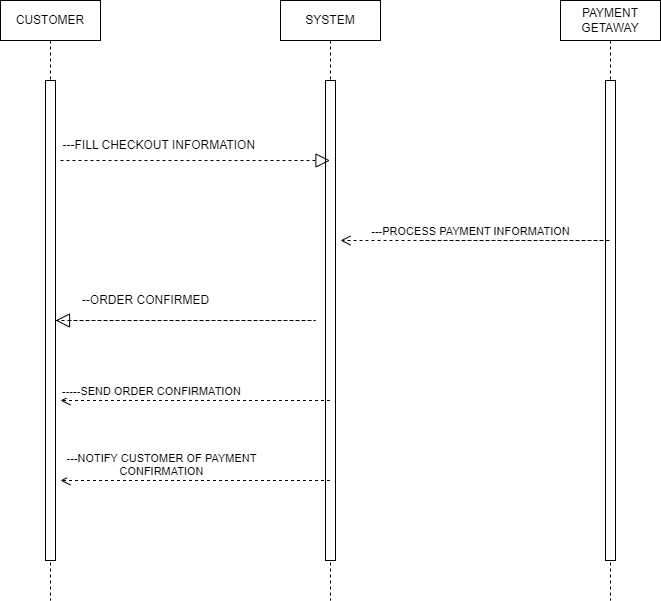 CUSTOMER
SYSTEM
PAYMENT
GETAWAY
---FILL CHECKOUT INFORMATION
---PROCESS PAYMENT INFORMATION
--ORDER CONFIRMED
-----SEND ORDER CONFIRMATION
---NOTIFY CUSTOMER OF PAYMENT
CONFIRMATION